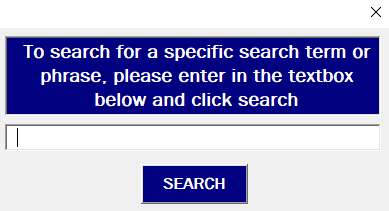 To search for a specific search term or
phrase, please enter in the textbox
below and click search
SEARCH